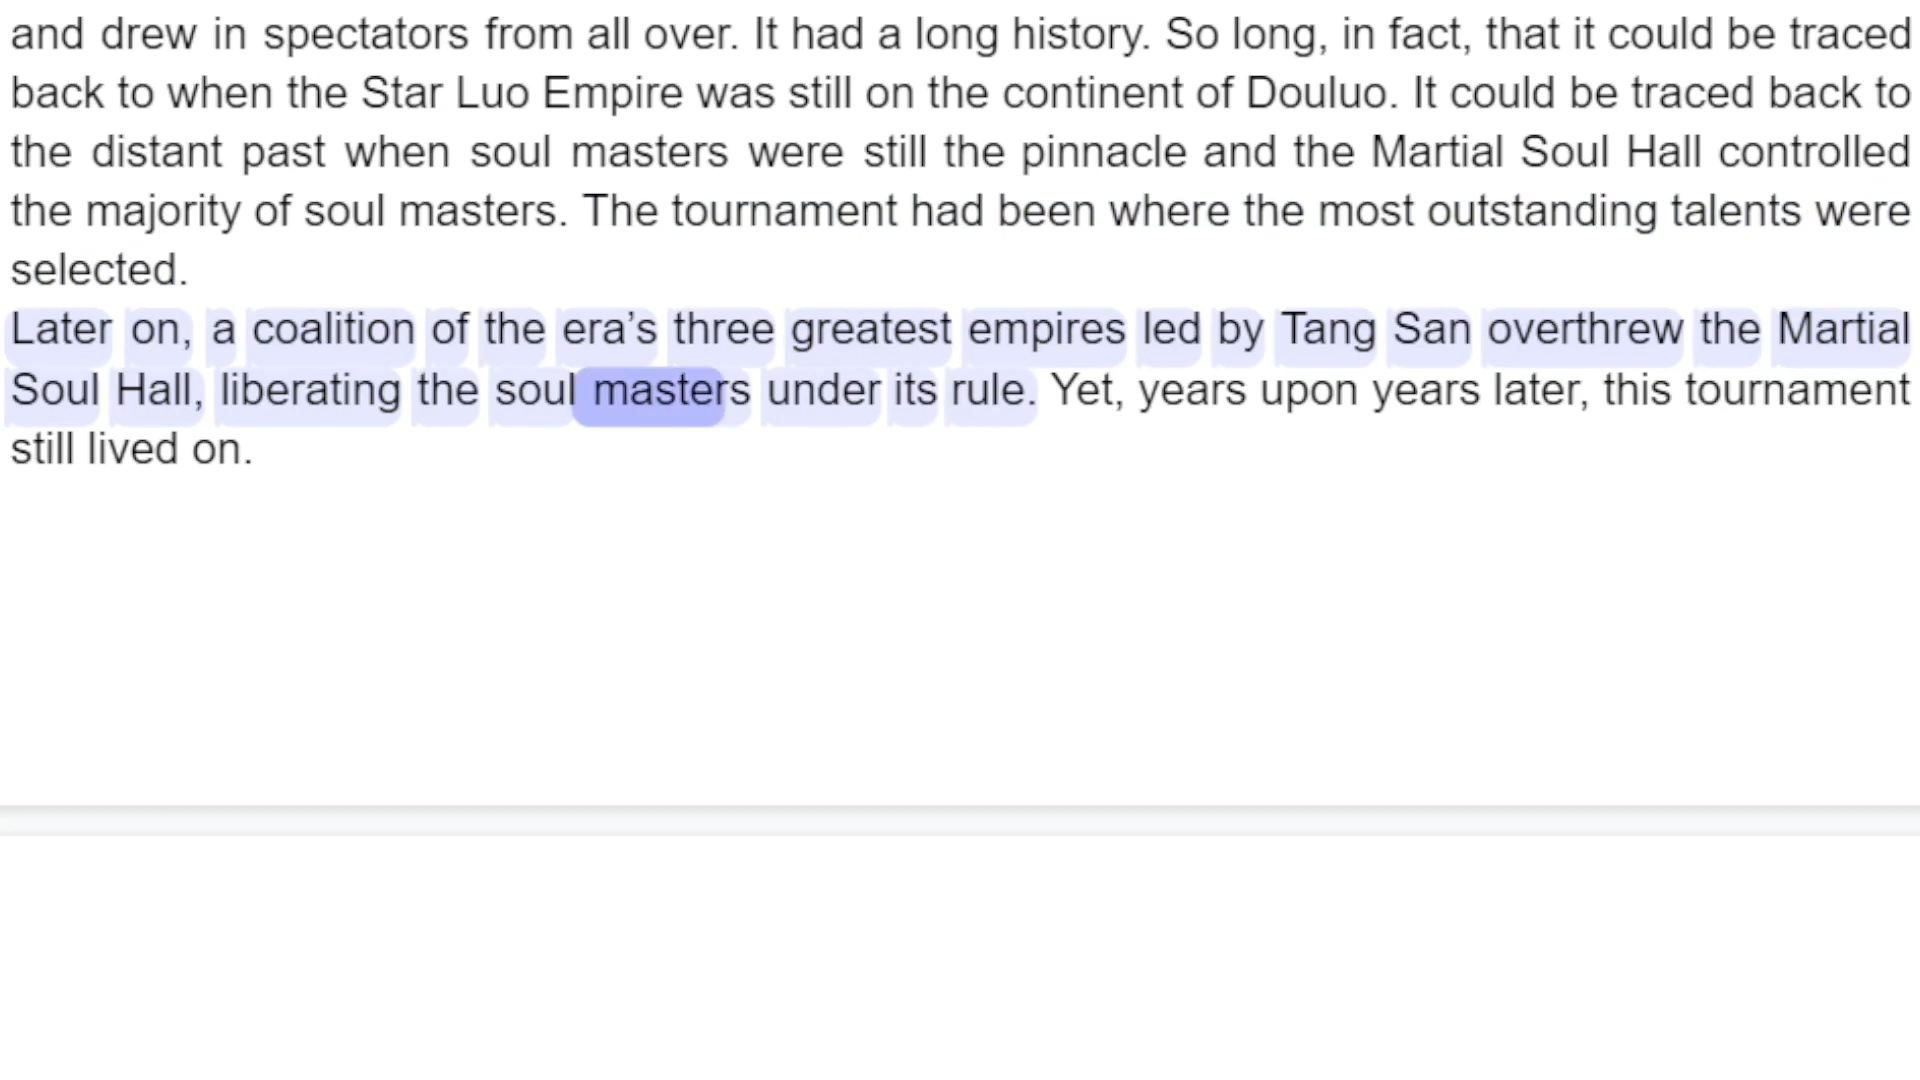 and drew in spectators from all over. It had a long history. So long, in fact, that it could be traced
back to when the Star Luo Empire was still on the continent of Douluo. It could be traced back to
the distant past when soul masters were still the pinnacle and the Martial Soul Hall controlled
the majority of soul masters. The tournament had been where the most outstanding talents were
selected.
Later on, a coalition of the era’s three greatest empires led by Tang San overthrew the Martial
Soul Hall, liberating the soul masters under its rule. Yet, years upon years later, this tournament
still lived on.